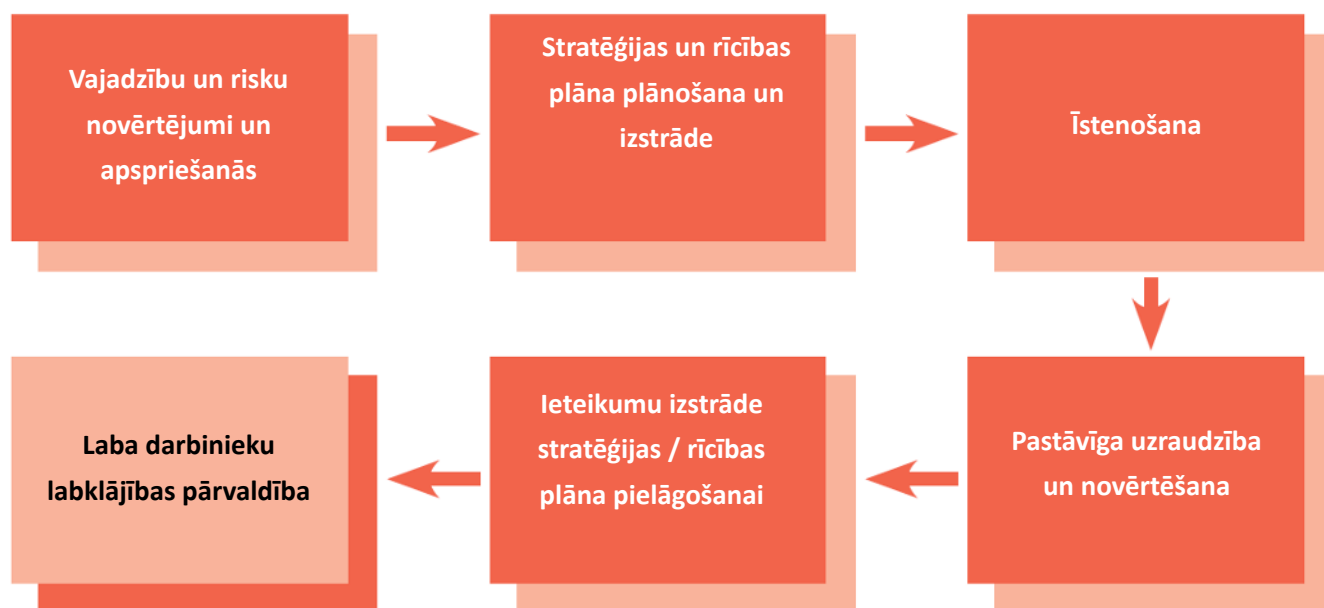 Vajadzību un risku
novērtējumi un
apspriešanās
Stratēģijas un rīcības
plāna plānošana un
izstrāde
Īstenošana
Pastāvīga uzraudzība
un novērtēšana
Ieteikumu izstrāde
stratēģijas / rīcības
plāna pielāgošanai
Laba darbinieku
labklājības pārvaldība